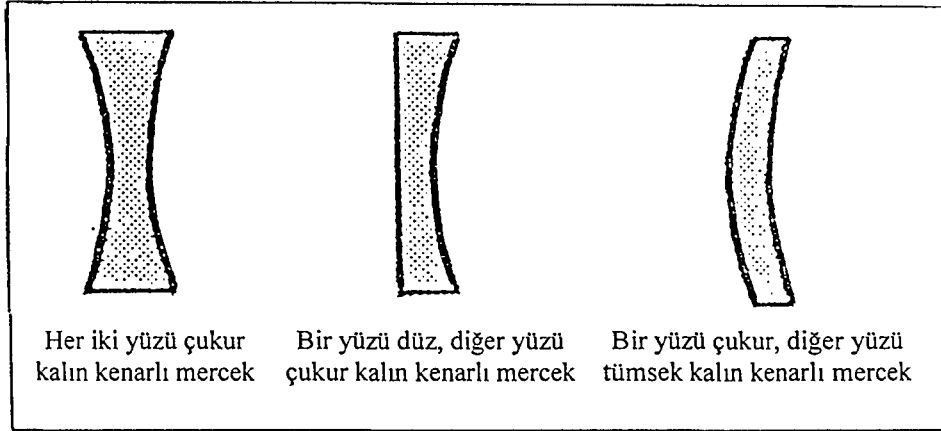 Her iki yüzü çukur
kalın kenarlı mercek
Bir yüzü düz, diğer yüzü
çukur kalın kenarlı mercek
Bir yüzü çukur, diğer yüzü
tümsek kalın kenarlı mercek